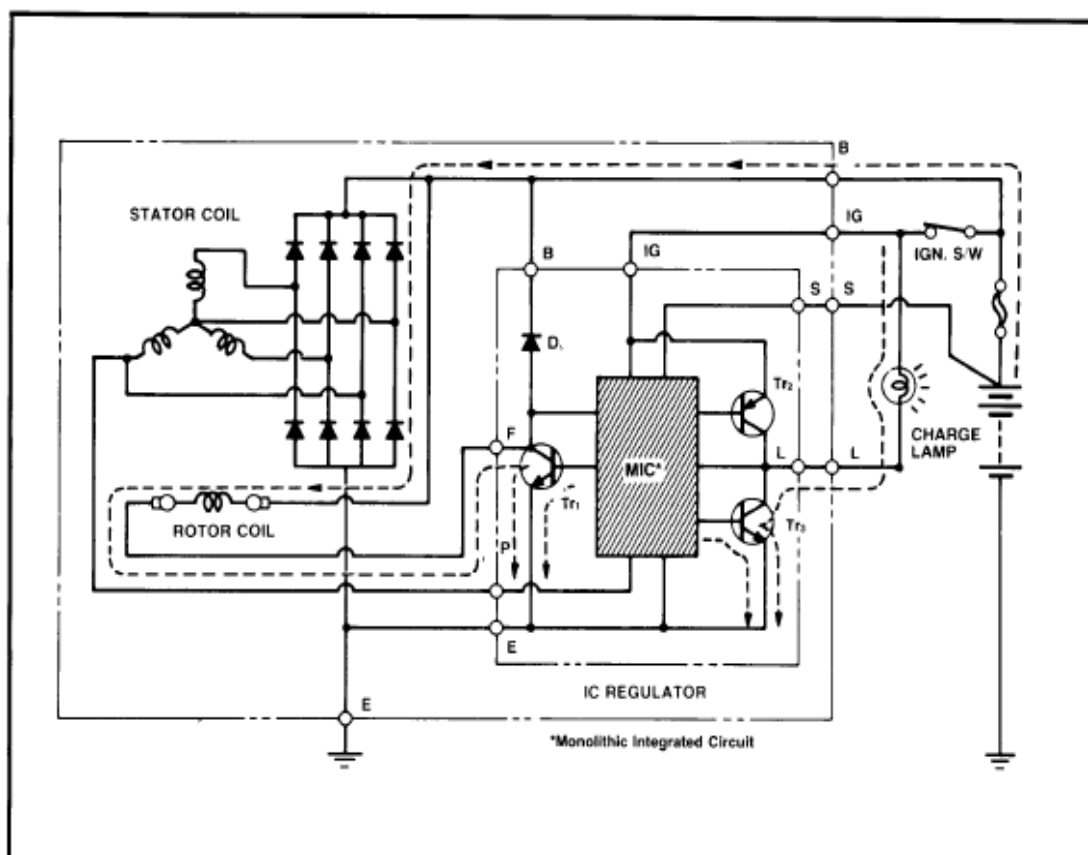 B
STATOR COIL
IG
IGN. S/W
B
IG
S
S
D₁
Tr₂
F
MIC*
L
L
CHARGE
LAMP
Tr₁
Tr₃
ROTOR COIL
P
E
IC REGULATOR
E
*Monolithic Integrated Circuit